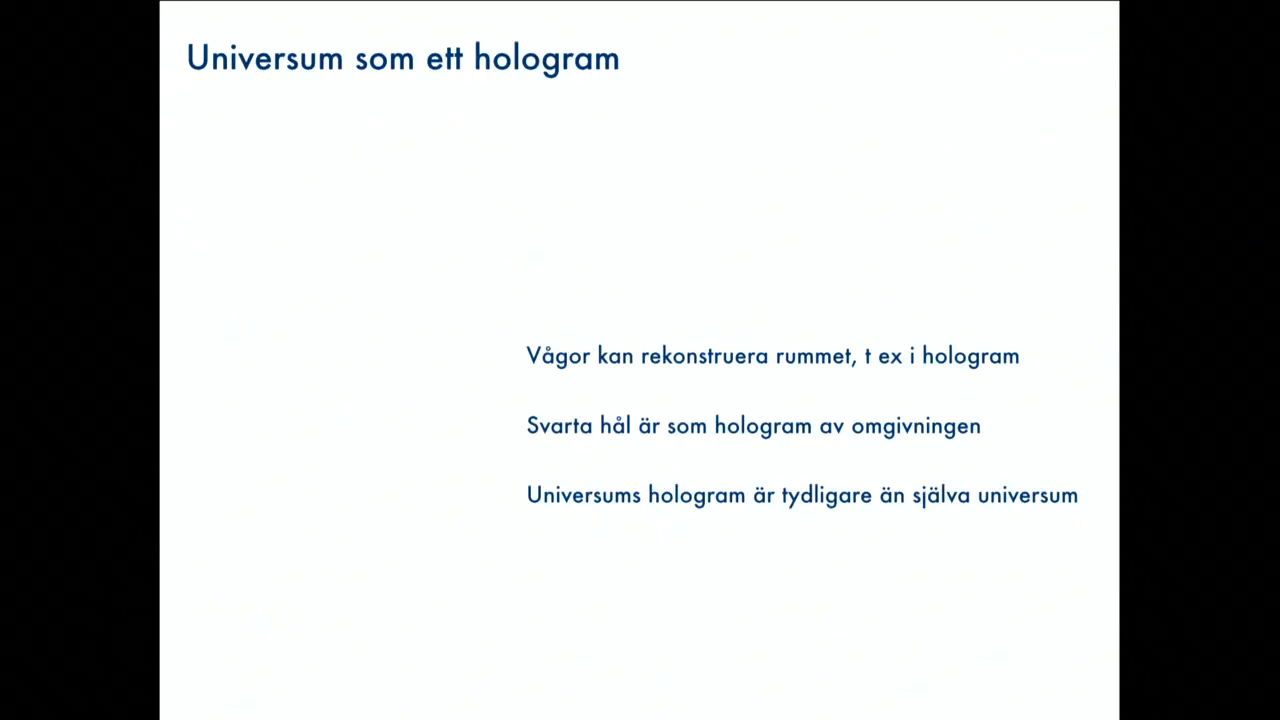 Universum som ett hologram
Vågor kan rekonstruera rummet, t ex i hologram
Svarta hål är som hologram av omgivningen
Universums hologram är tydligare än själva universum